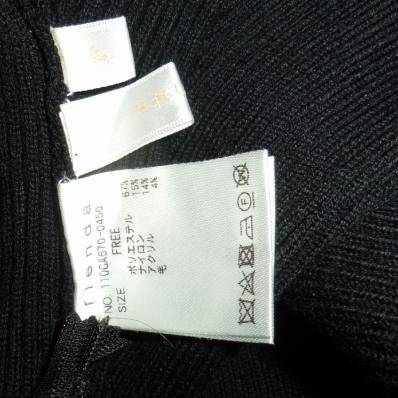 rienda
NO. 110GA670-0450
SIZE FREE
ポリエステル 67%
ナイロン 15%
アクリル 14%
毛 4%
F